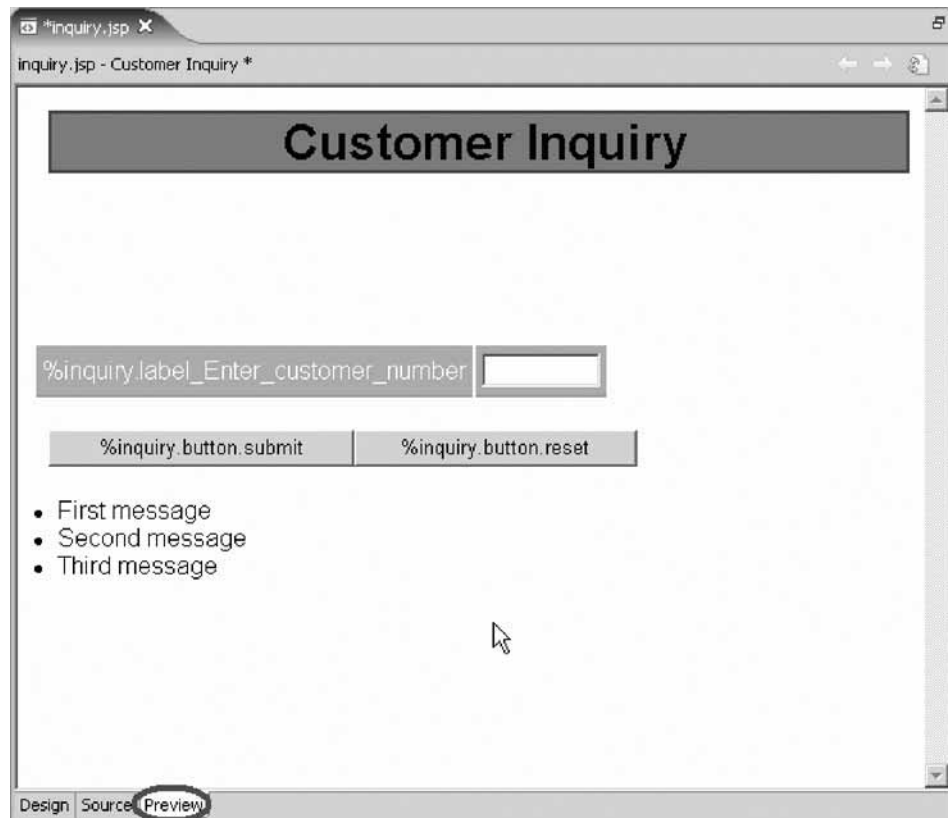 *inquiry.jsp
inquiry.jsp - Customer Inquiry *
Customer Inquiry
%inquiry.label_Enter_customer_number
%inquiry.button.submit %inquiry.button.reset
• First message
• Second message
• Third message
Design Source Preview